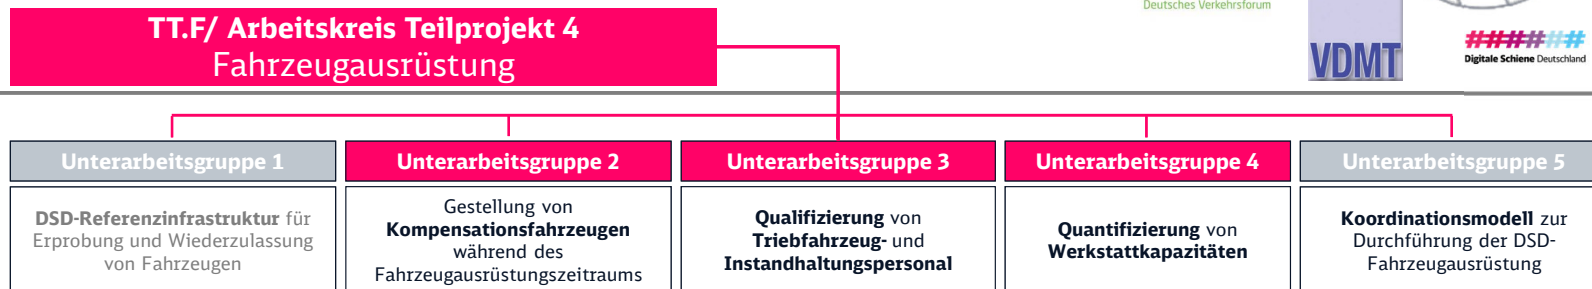 Deutsches Verkehrsforum
TT.F/ Arbeitskreis Teilprojekt 4
Fahrzeugausrüstung
VDMT
######
Digitale Schiene Deutschland
Unterarbeitsgruppe 1
DSD-Referenzinfrastruktur für
Erprobung und Wiederzulassung
von Fahrzeugen
Unterarbeitsgruppe 2
Gestellung von
Kompensationsfahrzeugen
während des
Fahrzeugausrüstungszeitraums
Unterarbeitsgruppe 3
Qualifizierung von
Triebfahrzeug- und
Instandhaltungspersonal
Unterarbeitsgruppe 4
Quantifizierung von
Werkstattkapazitäten
Unterarbeitsgruppe 5
Koordinationsmodell zur
Durchführung der DSD-
Fahrzeugausrüstung